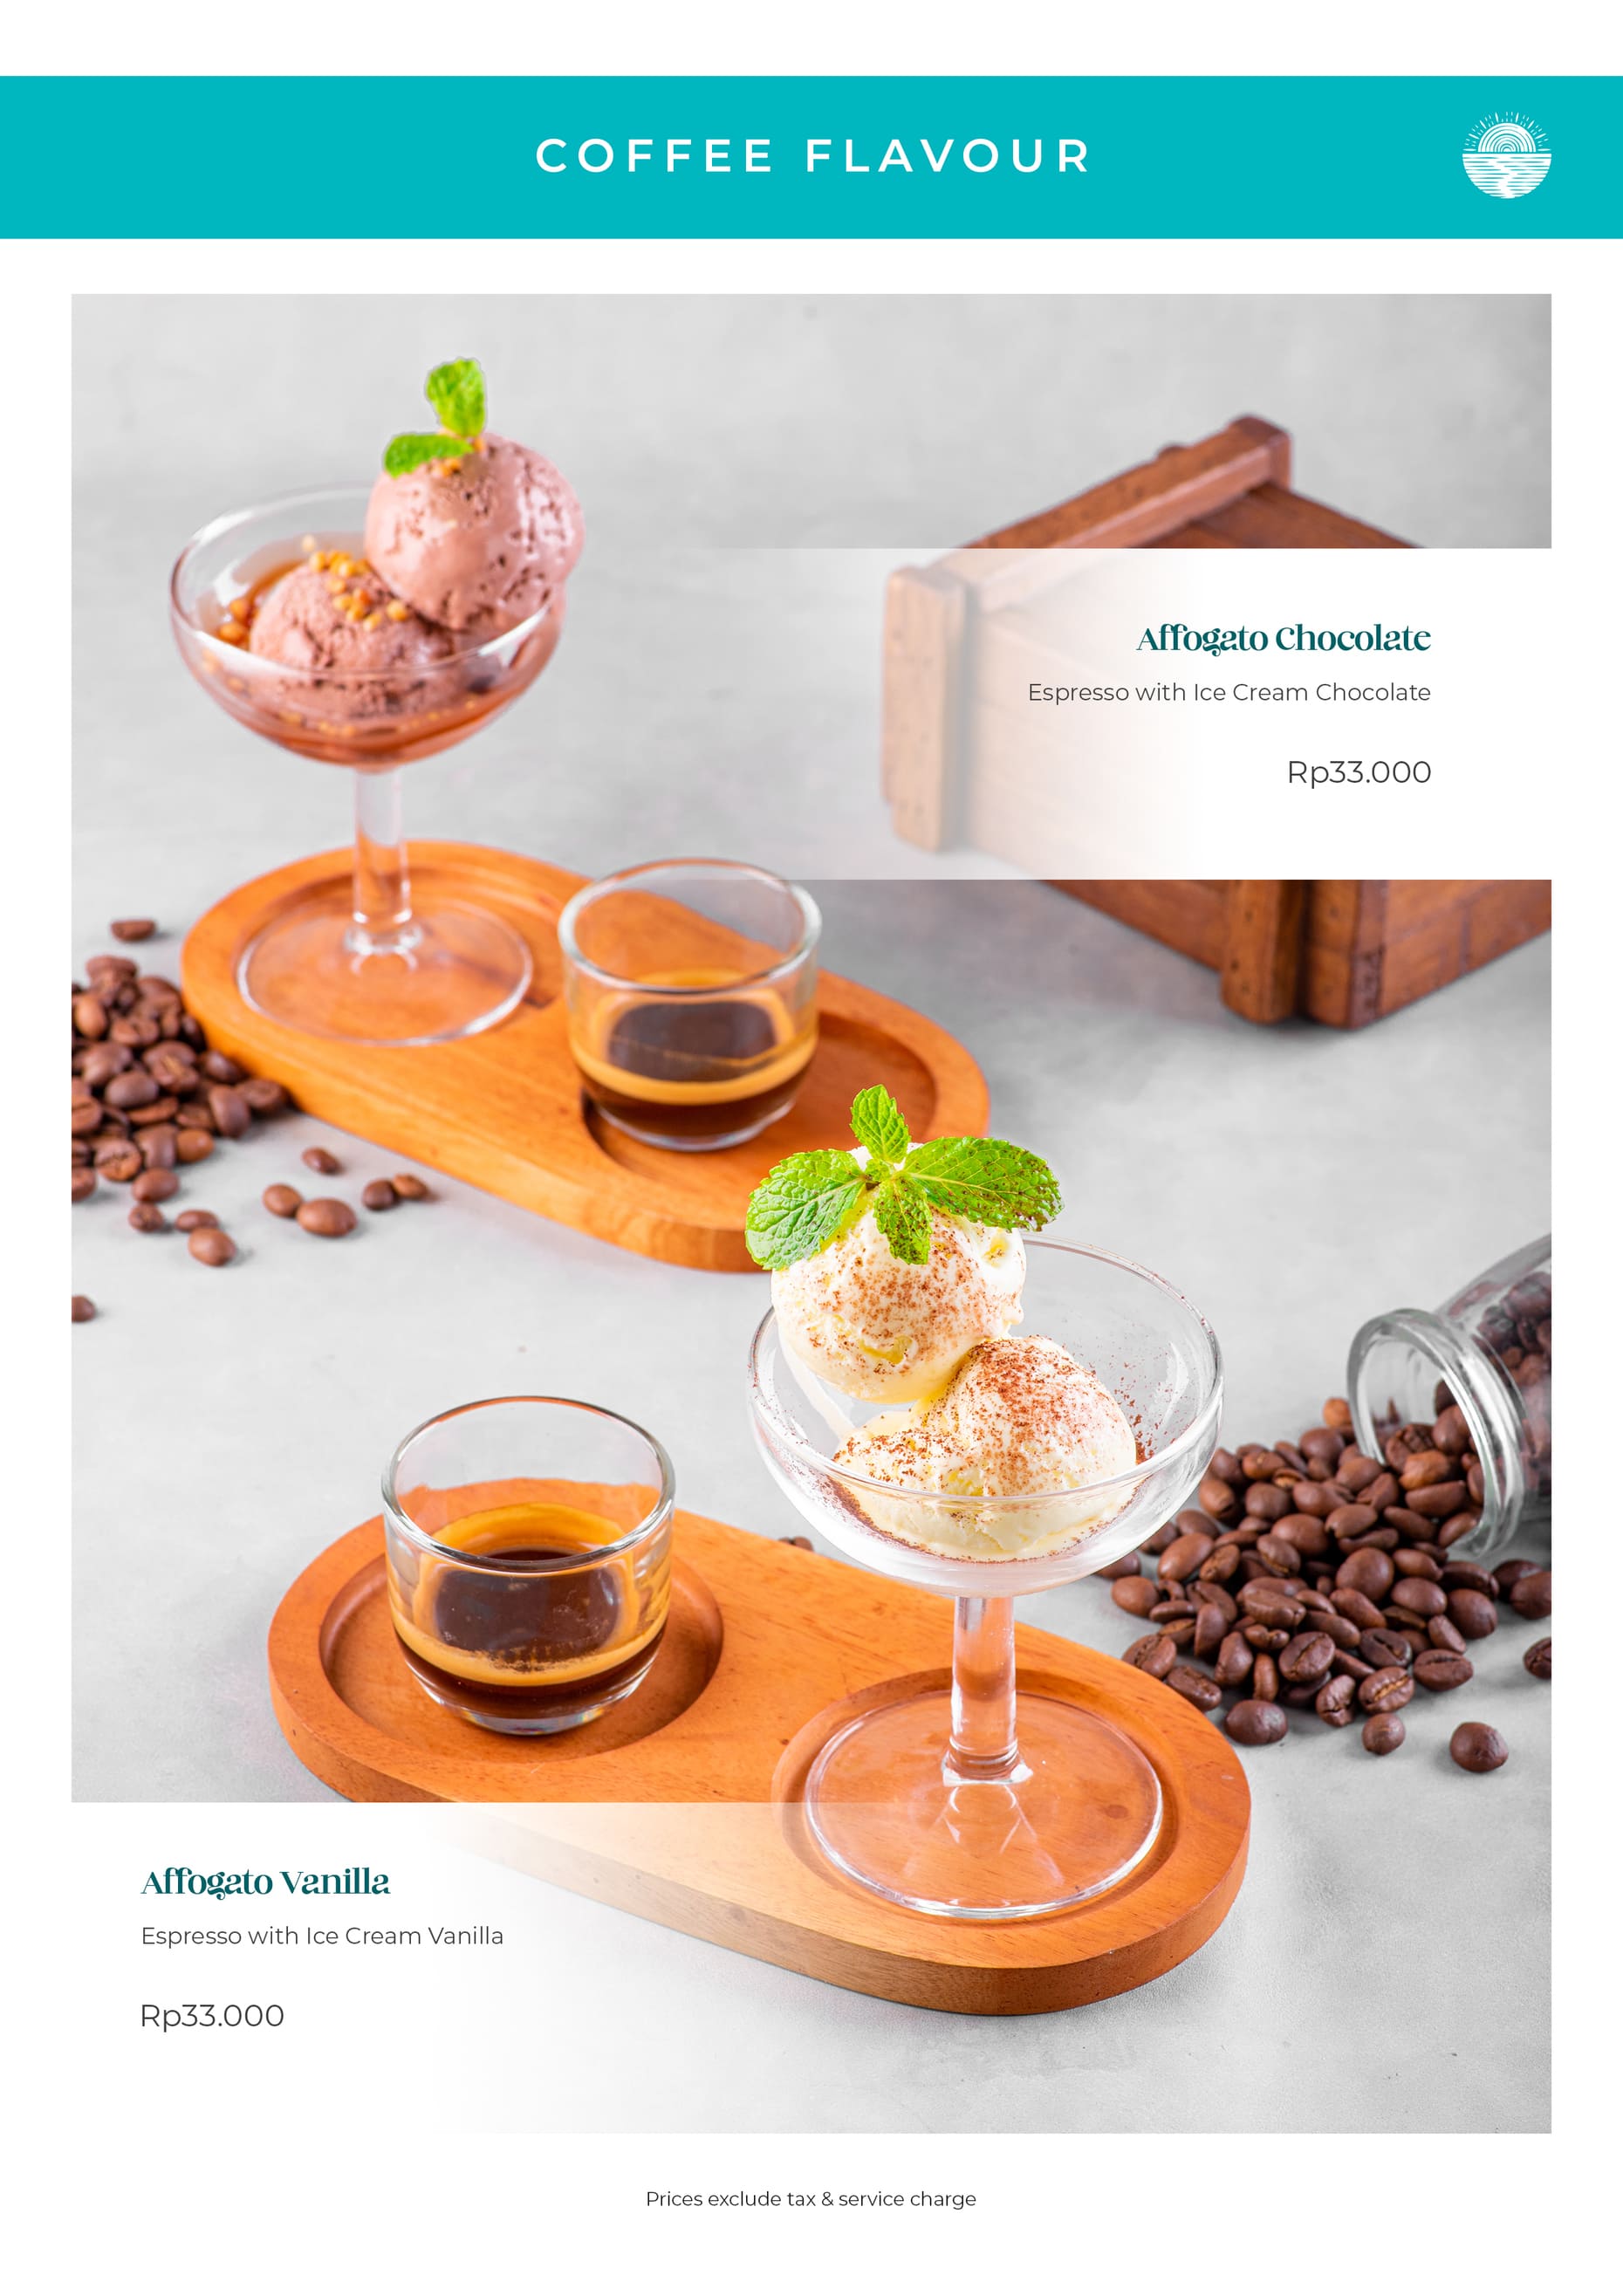 COFFEE FLAVOUR
Affogato Chocolate
Espresso with Ice Cream Chocolate
Rp33.000
Affogato Vanilla
Espresso with Ice Cream Vanilla
Rp33.000
Prices exclude tax & service charge